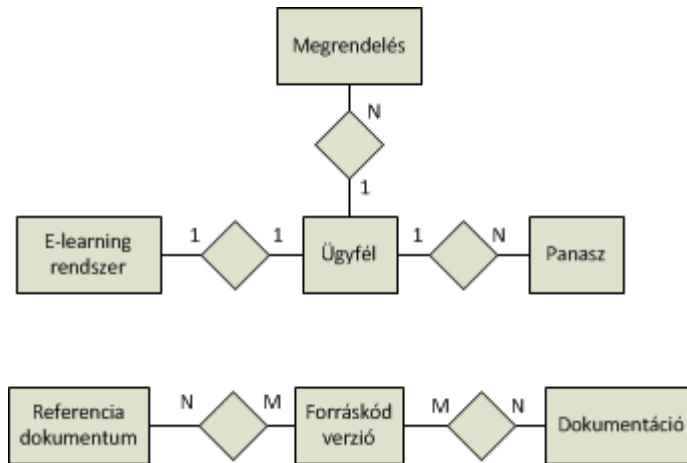 Megrendelés
N
1
E-learning
rendszer
1
1
Ügyfél
1
N
Panasz
Referencia
dokumentum
N
M
Forráskód
verzió
M
N
Dokumentáció